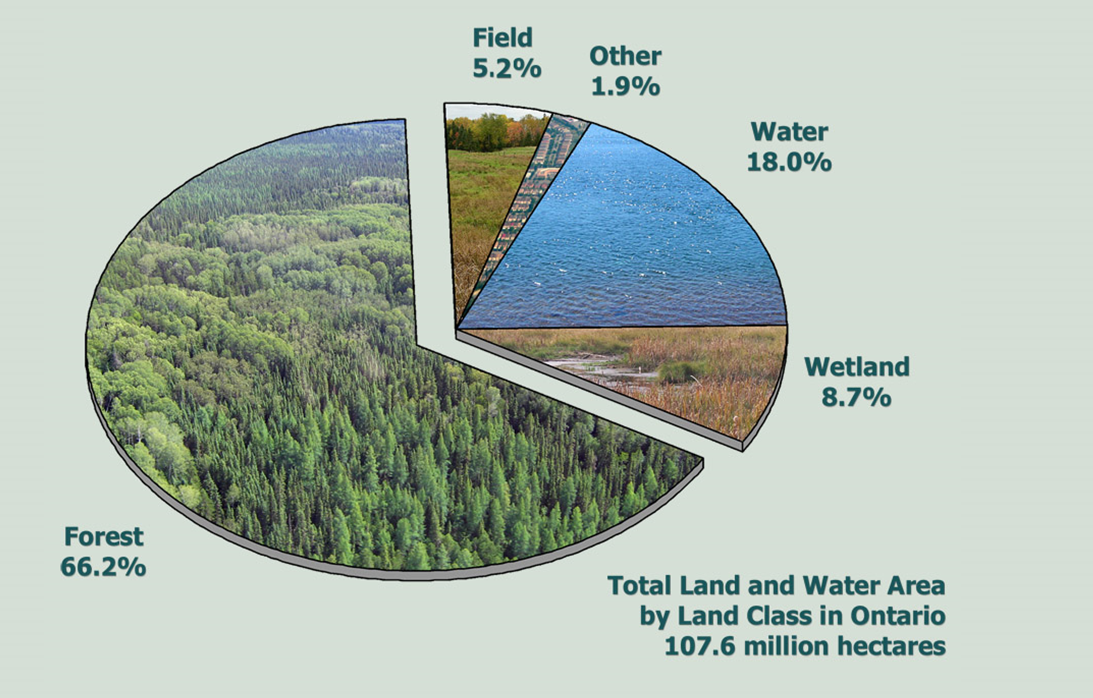 Field
5.2%
Other
1.9%
Water
18.0%
Wetland
8.7%
Forest
66.2%
Total Land and Water Area
by Land Class in Ontario
107.6 million hectares